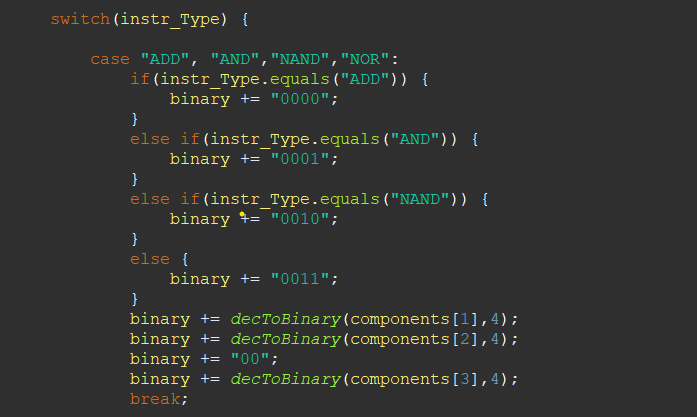 switch(instr_Type) {
case "ADD", "AND","NAND","NOR":
if(instr_Type.equals("ADD")) {
binary += "0000";
}
else if(instr_Type.equals("AND")) {
binary += "0001";
}
else if(instr_Type.equals("NAND")) {
binary += "0010";
}
else {
binary += "0011";
}
binary += decToBinary(components[1],4);
binary += decToBinary(components[2],4);
binary += "00";
binary += decToBinary(components[3],4);
break;